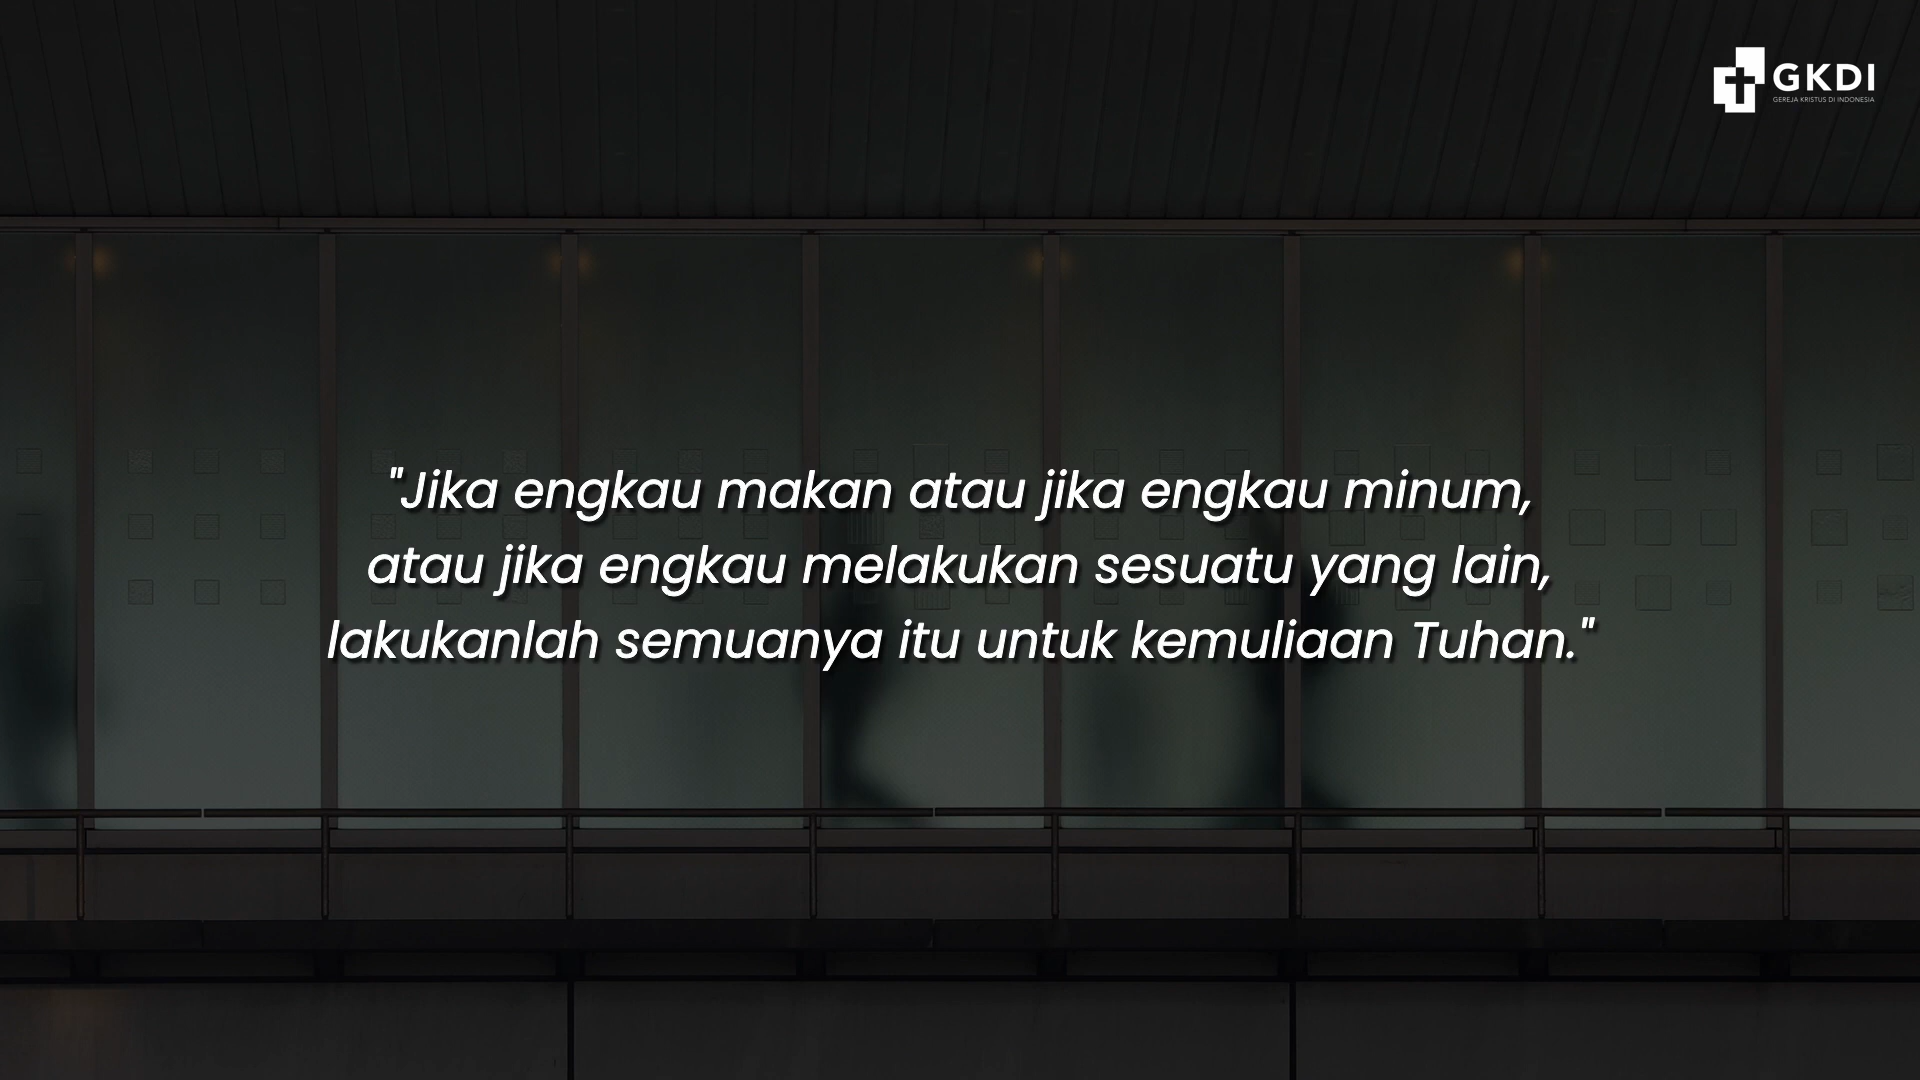 GKDI
GEREJA KRISTUS DI INDONESIA
"Jika engkau makan atau jika engkau minum,
atau jika engkau melakukan sesuatu yang lain,
lakukanlah semuanya itu untuk kemuliaan Tuhan."